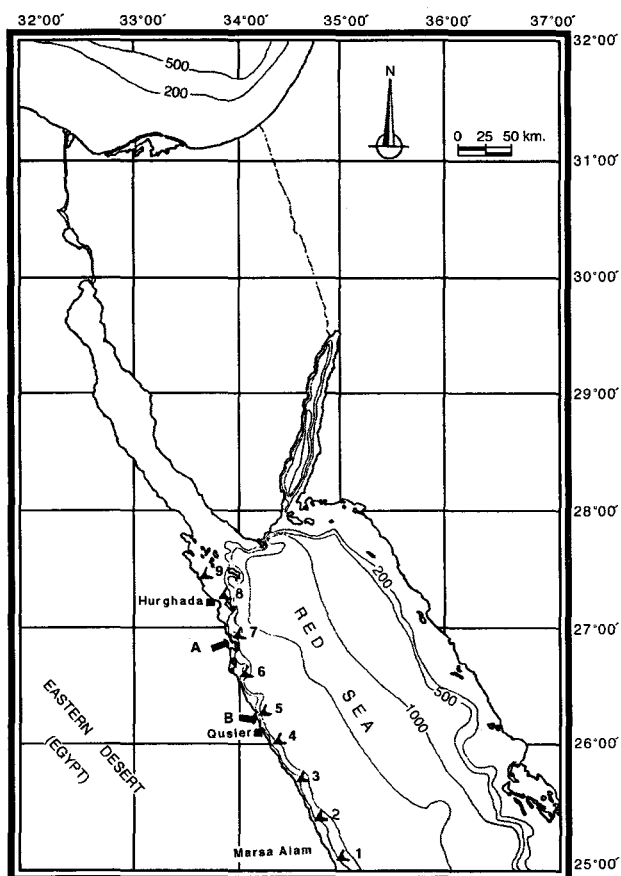 32°00′ 33°00′ 34°00′ 35°00′ 36°00′ 37°00′
32°00′
500
200
N
0 25 50 km.
31°00′
30°00′
29°00′
28°00′
200
9
8
Hurghada
27°00′
7
A
RED SEA
6
500
1000
EASTERN DESERT
(EGYPT)
5
B
Qusier
4
26°00′
3
2
Marsa Alam
1
25°00′